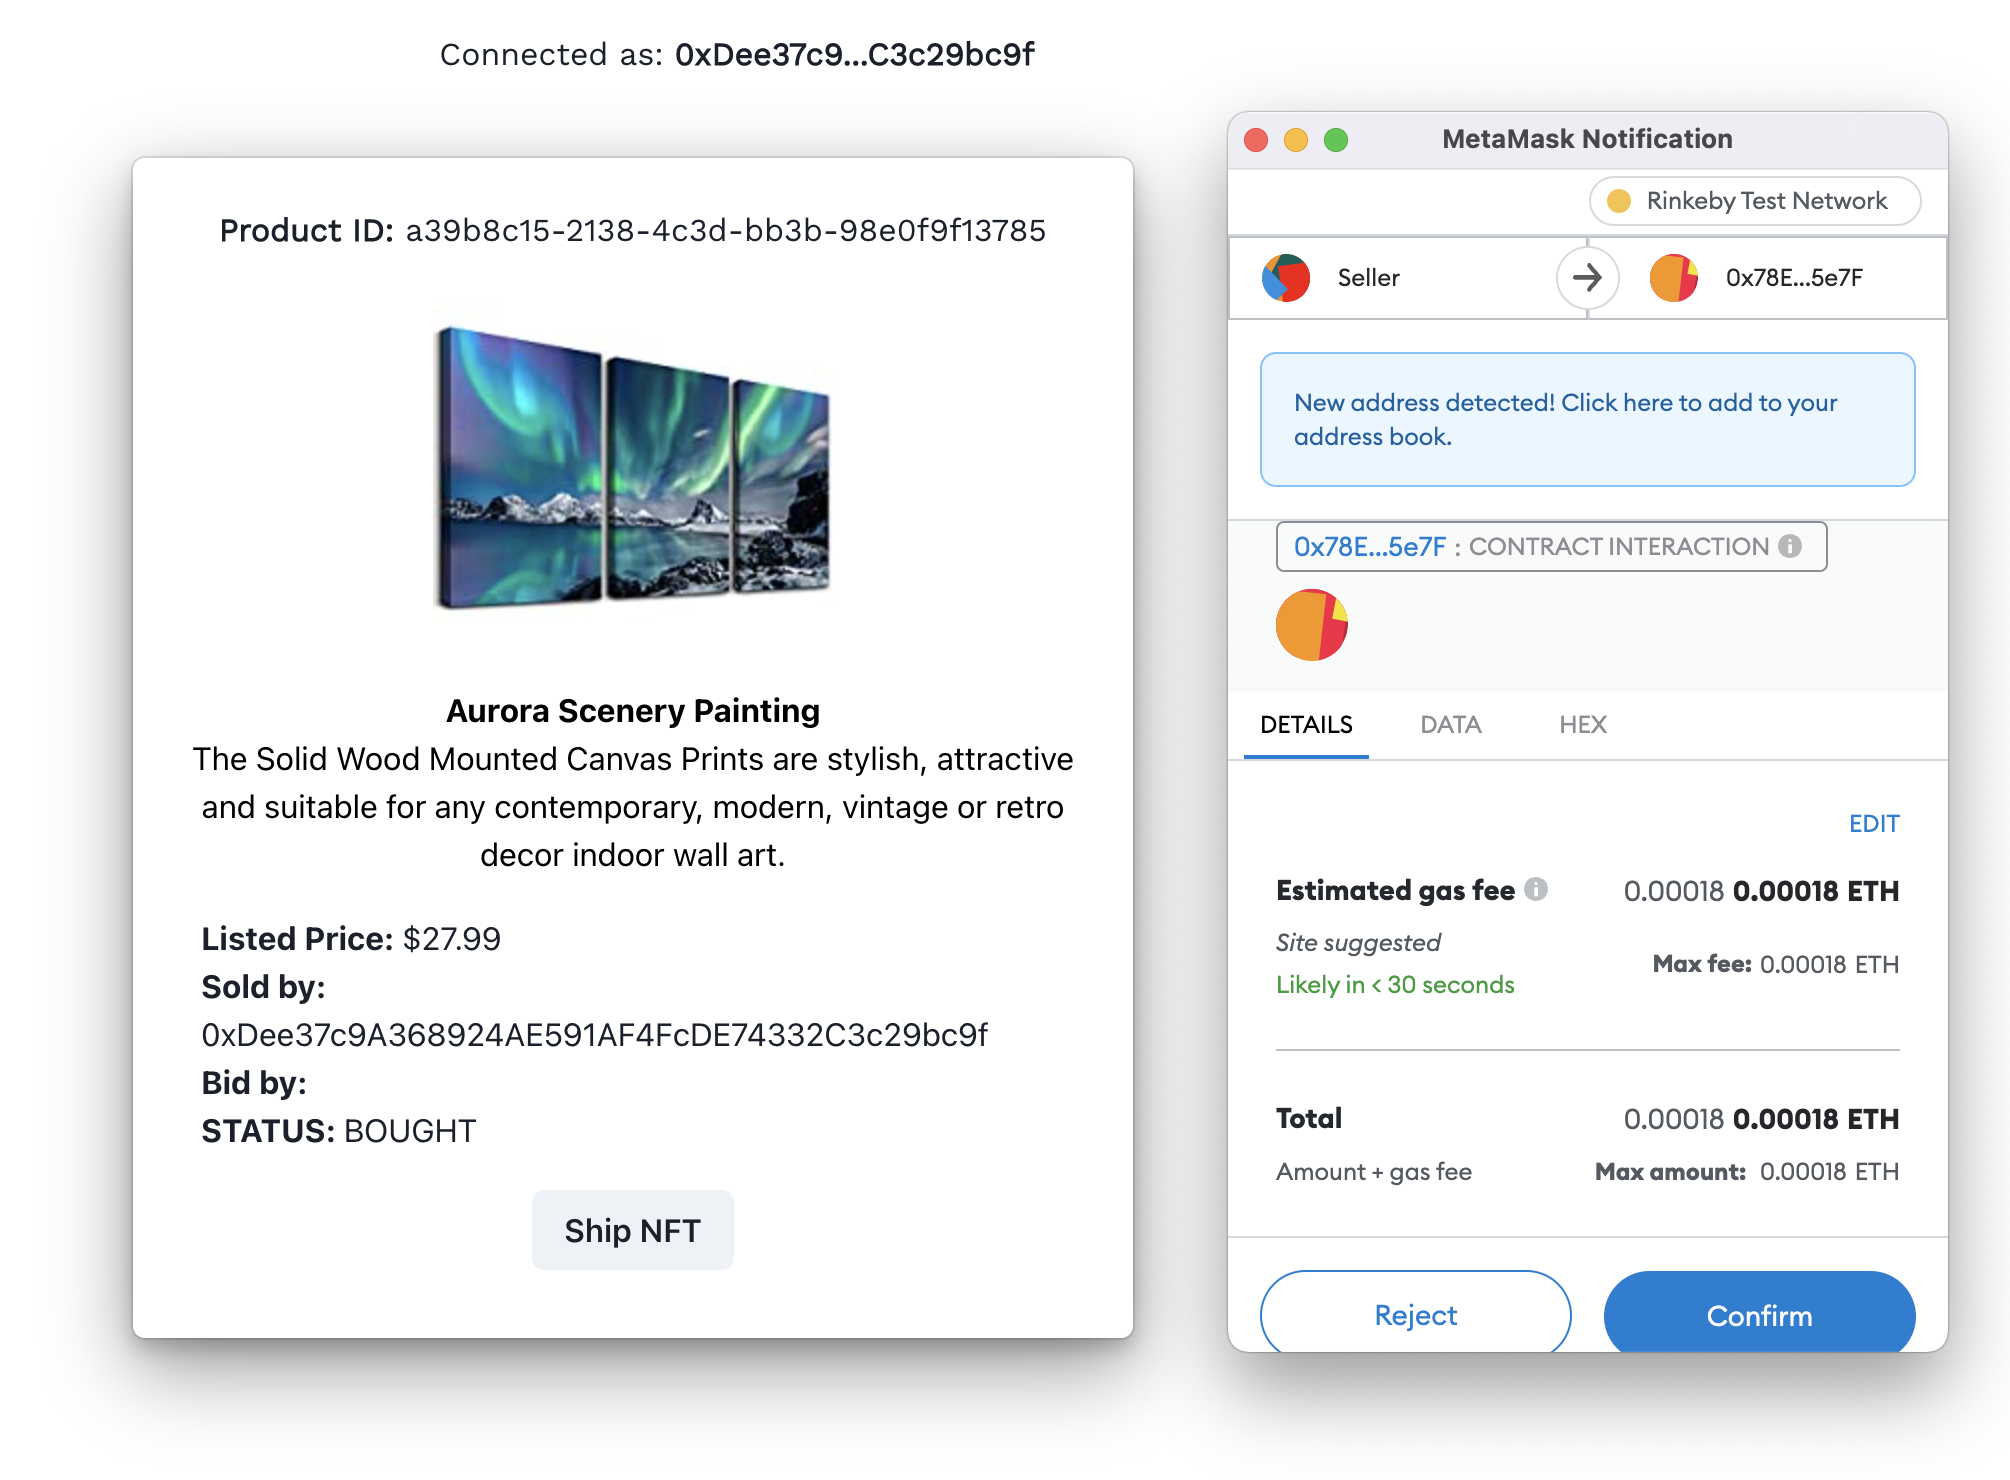 Connected as: 0xDee37c9...C3c29bc9f
Product ID: a39b8c15-2138-4c3d-bb3b-98e0f9f13785
Aurora Scenery Painting
The Solid Wood Mounted Canvas Prints are stylish, attractive
and suitable for any contemporary, modern, vintage or retro
decor indoor wall art.
Listed Price: $27.99
Sold by:
0xDee37c9A368924AE591AF4FcDE74332C3c29bc9f
Bid by:
STATUS: BOUGHT
Ship NFT
MetaMask Notification
Rinkeby Test Network
Seller
0x78E...5e7F
New address detected! Click here to add to your
address book.
0x78E...5e7F : CONTRACT INTERACTION
DETAILS DATA HEX
EDIT
Estimated gas fee 0.00018 0.00018 ETH
Site suggested
Max fee: 0.00018 ETH
Likely in < 30 seconds
Total 0.00018 0.00018 ETH
Amount + gas fee Max amount: 0.00018 ETH
Reject Confirm